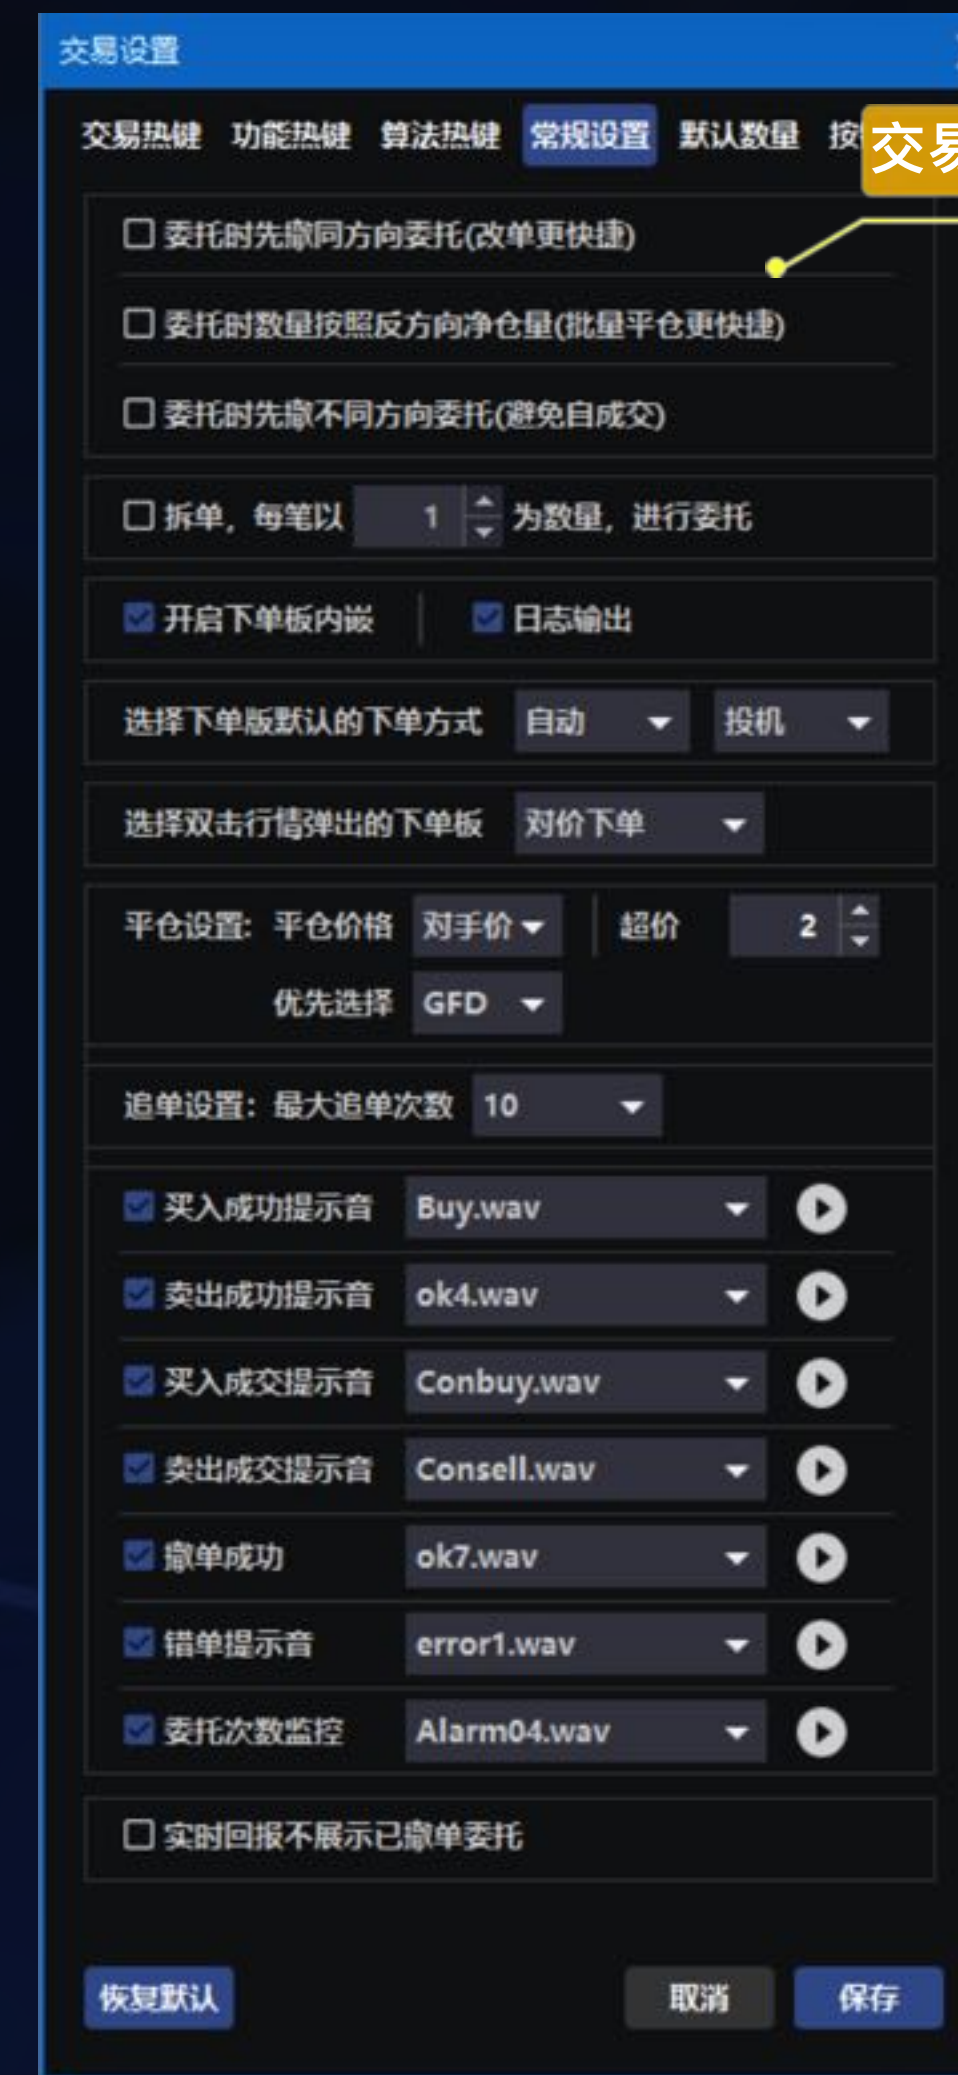 交易设置
交易热键 功能热键 算法热键 常规设置 默认数量 按
交易
委托时先撤同方向委托(改单更快捷)
委托时数量按照反方向净仓量(批量平仓更快捷)
委托时先撤不同方向委托(避免自成交)
拆单，每笔以 1 为数量，进行委托
开启下单板内嵌 日志输出
选择下单版默认的下单方式 自动 投机
选择双击行情弹出的下单板 对价下单
平仓设置: 平仓价格 对手价 超价 2
优先选择 GFD
追单设置: 最大追单次数 10
买入成功提示音 Buy.wav
卖出成功提示音 ok4.wav
买入成交提示音 Conbuy.wav
卖出成交提示音 Consell.wav
撤单成功 ok7.wav
错单提示音 error1.wav
委托次数监控 Alarm04.wav
实时回报不展示已撤单委托
恢复默认 取消 保存